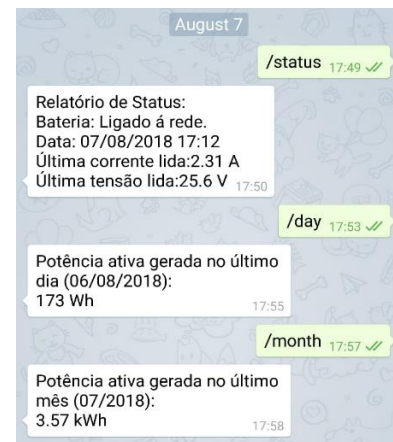 August 7
/status 17:49
Relatório de Status:
Bateria: Ligado á rede.
Data: 07/08/2018 17:12
Última corrente lida:2.31 A
Última tensão lida:25.6 V 17:50
/day 17:53
Potência ativa gerada no último
dia (06/08/2018):
173 Wh 17:55
/month 17:57
Potência ativa gerada no último
mês (07/2018):
3.57 kWh 17:58